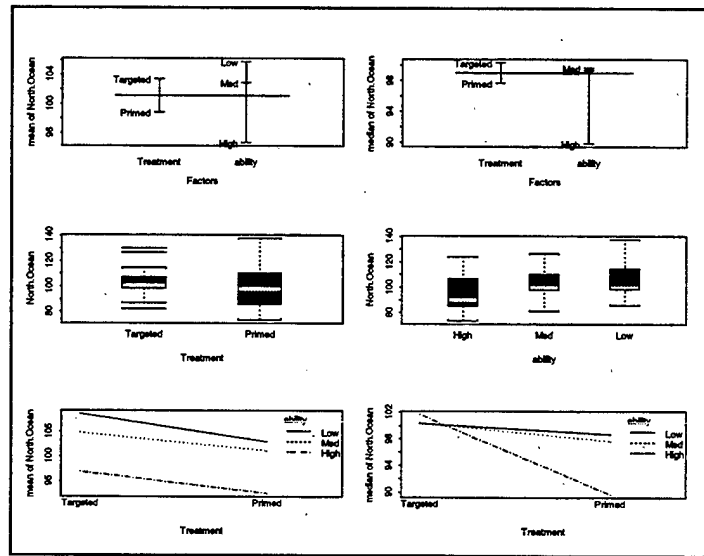 mean of North.Ocean
96 100 104
Targeted
Primed
Low
Med
High
Treatment ability
Factors
median of North.Ocean
90 94 98
Targeted
Primed
Med
High
Treatment ability
Factors
North.Ocean
80 100 120 140
Targeted Primed
Treatment
North.Ocean
80 100 120 140
High Med Low
ability
mean of North.Ocean
95 100 105
ability
Low
Med
High
Targeted Primed
Treatment
median of North.Ocean
90 94 98 102
ability
Low
Med
High
Targeted Primed
Treatment